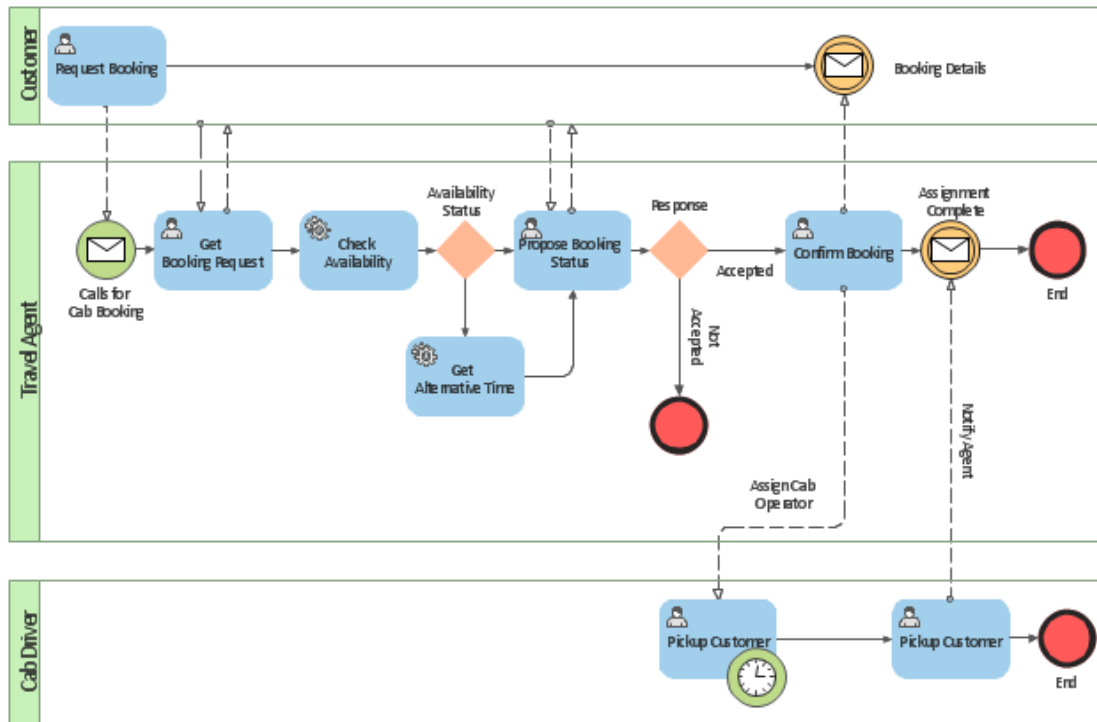 Customer
Request Booking
Booking Details
Travel Agent
Calls for
Cab Booking
Get
Booking Request
Check
Availability
Availability
Status
Get
Alternative Time
Propose Booking
Status
Response
Accepted
Not
Accepted
Confirm Booking
Assignment
Complete
End
Assign Cab
Operator
Notify Agent
Cab Driver
Pickup Customer
Pickup Customer
End